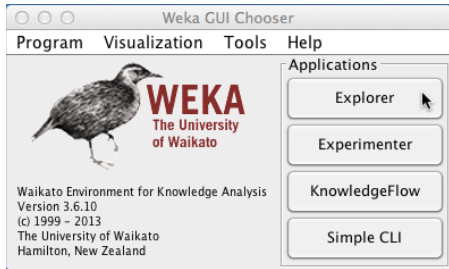 Weka GUI Chooser
Program Visualization Tools Help
Applications
WEKA
The University
of Waikato
Explorer
Experimenter
KnowledgeFlow
Simple CLI
Waikato Environment for Knowledge Analysis
Version 3.6.10
(c) 1999 - 2013
The University of Waikato
Hamilton, New Zealand